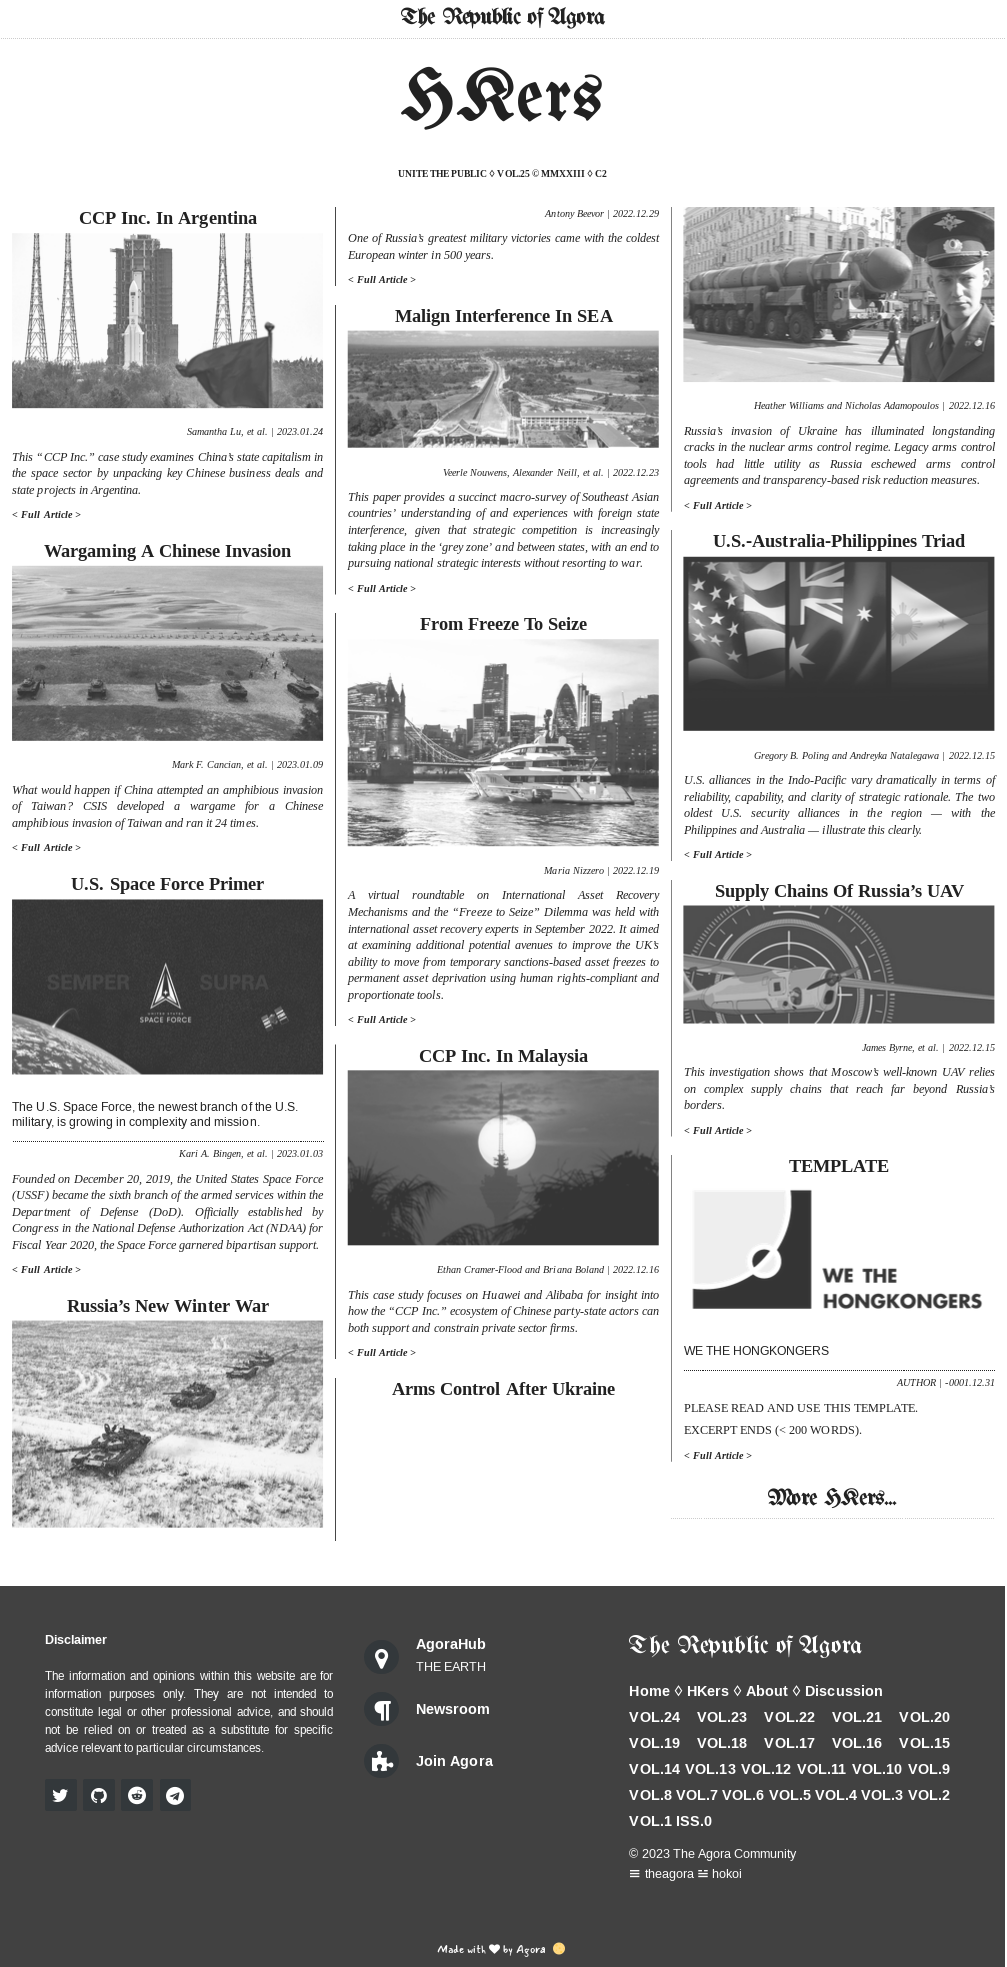 The Republic of Agora
HKers
UNITE THE PUBLIC ◊ VOL.25 © MMXXIII ◊ C2
CCP Inc. In Argentina
Samantha Lu, et al. | 2023.01.24
This “CCP Inc.” case study examines China’s state capitalism in
the space sector by unpacking key Chinese business deals and
state projects in Argentina.
< Full Article >
Wargaming A Chinese Invasion
Mark F. Cancian, et al. | 2023.01.09
What would happen if China attempted an amphibious invasion
of Taiwan? CSIS developed a wargame for a Chinese
amphibious invasion of Taiwan and ran it 24 times.
< Full Article >
U.S. Space Force Primer
SEMPER SUPRA
UNITED STATES
SPACE FORCE
The U.S. Space Force, the newest branch of the U.S.
military, is growing in complexity and mission.
Kari A. Bingen, et al. | 2023.01.03
Founded on December 20, 2019, the United States Space Force
(USSF) became the sixth branch of the armed services within the
Department of Defense (DoD). Officially established by
Congress in the National Defense Authorization Act (NDAA) for
Fiscal Year 2020, the Space Force garnered bipartisan support.
< Full Article >
Russia’s New Winter War
Antony Beevor | 2022.12.29
One of Russia’s greatest military victories came with the coldest
European winter in 500 years.
< Full Article >
Malign Interference In SEA
Veerle Nouwens, Alexander Neill, et al. | 2022.12.23
This paper provides a succinct macro-survey of Southeast Asian
countries’ understanding of and experiences with foreign state
interference, given that strategic competition is increasingly
taking place in the ‘grey zone’ and between states, with an end to
pursuing national strategic interests without resorting to war.
< Full Article >
From Freeze To Seize
Maria Nizzero | 2022.12.19
A virtual roundtable on International Asset Recovery
Mechanisms and the “Freeze to Seize” Dilemma was held with
international asset recovery experts in September 2022. It aimed
at examining additional potential avenues to improve the UK’s
ability to move from temporary sanctions-based asset freezes to
permanent asset deprivation using human rights-compliant and
proportionate tools.
< Full Article >
CCP Inc. In Malaysia
Ethan Cramer-Flood and Briana Boland | 2022.12.16
This case study focuses on Huawei and Alibaba for insight into
how the “CCP Inc.” ecosystem of Chinese party-state actors can
both support and constrain private sector firms.
< Full Article >
Arms Control After Ukraine
Heather Williams and Nicholas Adamopoulos | 2022.12.16
Russia’s invasion of Ukraine has illuminated longstanding
cracks in the nuclear arms control regime. Legacy arms control
tools had little utility as Russia eschewed arms control
agreements and transparency-based risk reduction measures.
< Full Article >
U.S.-Australia-Philippines Triad
Gregory B. Poling and Andreyka Natalegawa | 2022.12.15
U.S. alliances in the Indo-Pacific vary dramatically in terms of
reliability, capability, and clarity of strategic rationale. The two
oldest U.S. security alliances in the region — with the
Philippines and Australia — illustrate this clearly.
< Full Article >
Supply Chains Of Russia’s UAV
James Byrne, et al. | 2022.12.15
This investigation shows that Moscow’s well-known UAV relies
on complex supply chains that reach far beyond Russia’s
borders.
< Full Article >
TEMPLATE
WE THE
HONGKONGERS
WE THE HONGKONGERS
AUTHOR | -0001.12.31
PLEASE READ AND USE THIS TEMPLATE.
EXCERPT ENDS (< 200 WORDS).
< Full Article >
More HKers...
Disclaimer
The information and opinions within this website are for
information purposes only. They are not intended to
constitute legal or other professional advice, and should
not be relied on or treated as a substitute for specific
advice relevant to particular circumstances.
AgoraHub
THE EARTH
Newsroom
Join Agora
The Republic of Agora
Home ◊ HKers ◊ About ◊ Discussion
VOL.24 VOL.23 VOL.22 VOL.21 VOL.20
VOL.19 VOL.18 VOL.17 VOL.16 VOL.15
VOL.14 VOL.13 VOL.12 VOL.11 VOL.10 VOL.9
VOL.8 VOL.7 VOL.6 VOL.5 VOL.4 VOL.3 VOL.2
VOL.1 ISS.0
© 2023 The Agora Community
𝌆 theagora 𝌎 hokoi
Made with ♥ by Agora